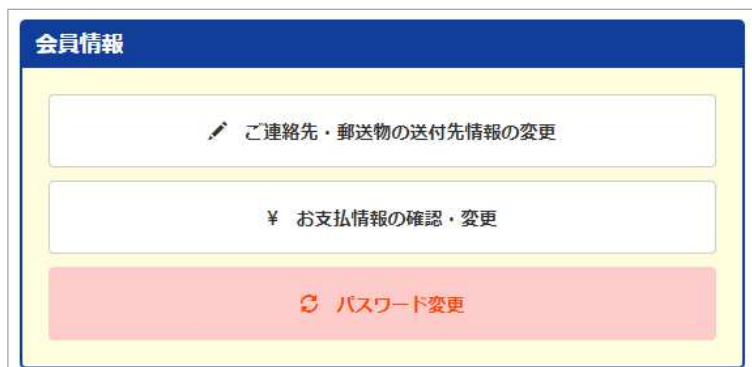 会員情報
ご連絡先・郵送物の送付先情報の変更
¥ お支払情報の確認・変更
パスワード変更